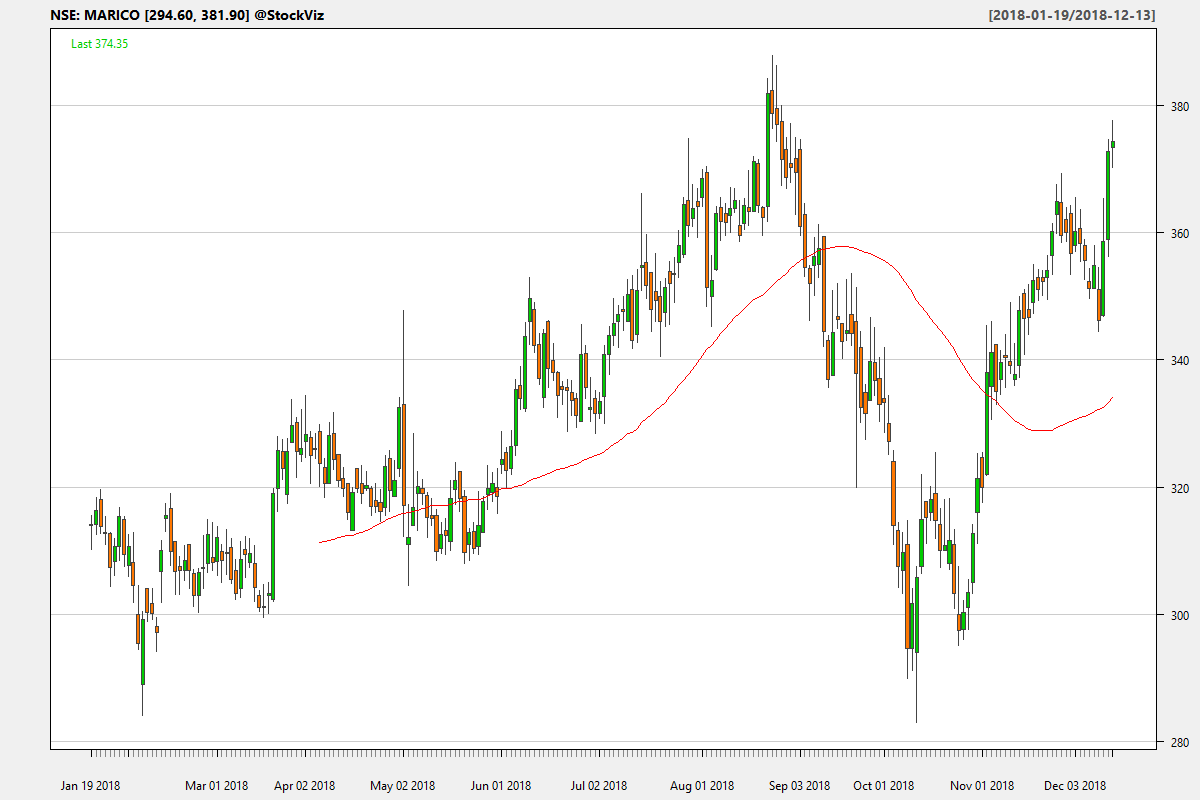 NSE: MARICO [294.60, 381.90] @StockViz [2018-01-19/2018-12-13]
Last 374.35
380
360
340
320
300
280
Jan 19 2018 Mar 01 2018 Apr 02 2018 May 02 2018 Jun 01 2018 Jul 02 2018 Aug 01 2018 Sep 03 2018 Oct 01 2018 Nov 01 2018 Dec 03 2018